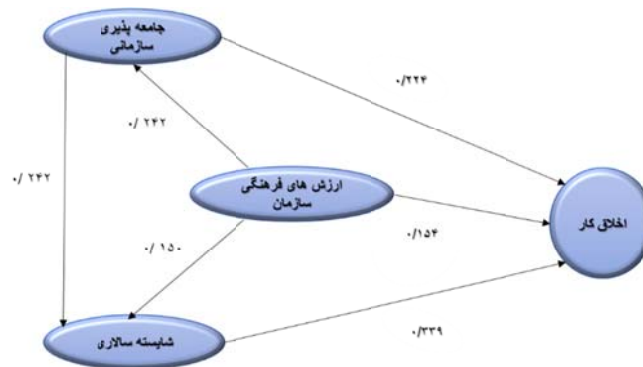 جامعه پذیری
سازمانی
۰/۲۲۴
۰/ ۲۴۲
۰/ ۲۴۲
ارزش های فرهنگی
سازمان
اخلاق کار
۰/۱۵۴
۰/ ۱۵۰
۰/۳۳۹
شایسته سالاری